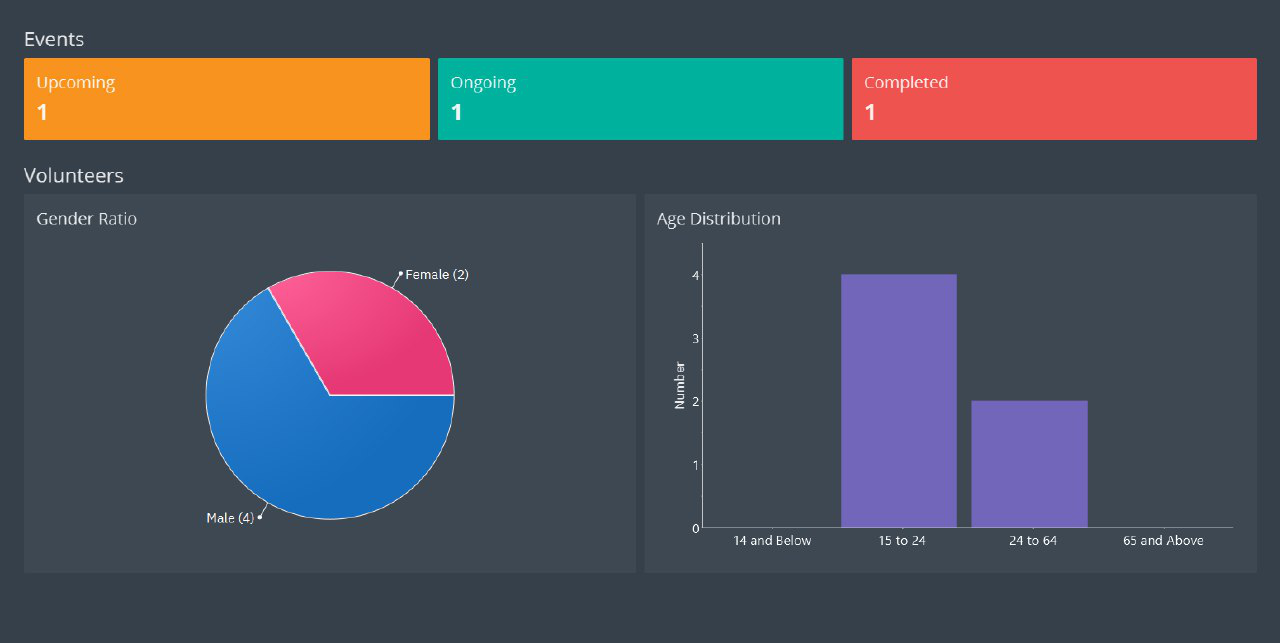 Events
Upcoming
1
Ongoing
1
Completed
1
Volunteers
Gender Ratio
Female (2)
Male (4)
Age Distribution
Number
4
3
2
1
0
14 and Below
15 to 24
24 to 64
65 and Above